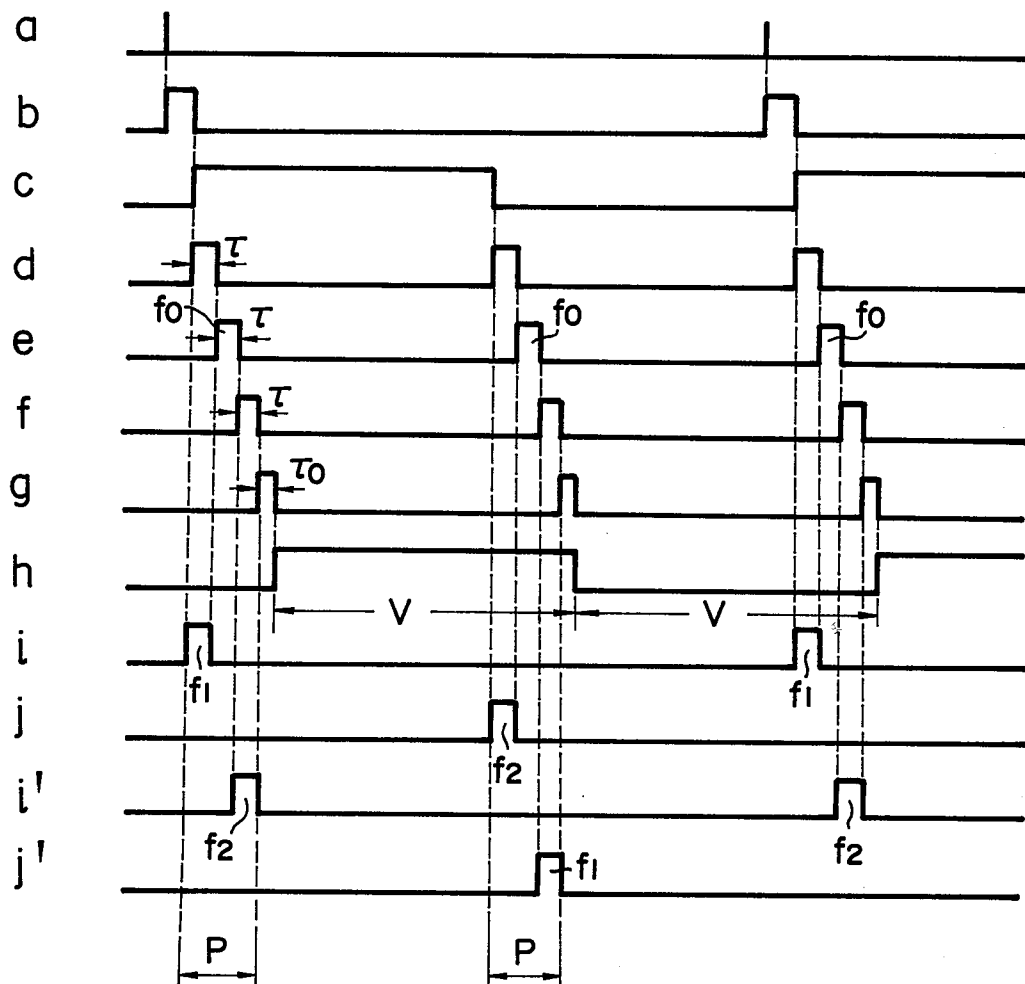 a
b
c
d τ
fo τ fo fo
e
f τ
g τo
h
V V
i
f1 f1
j
f2
i'
f2 f2
j' f1
P P